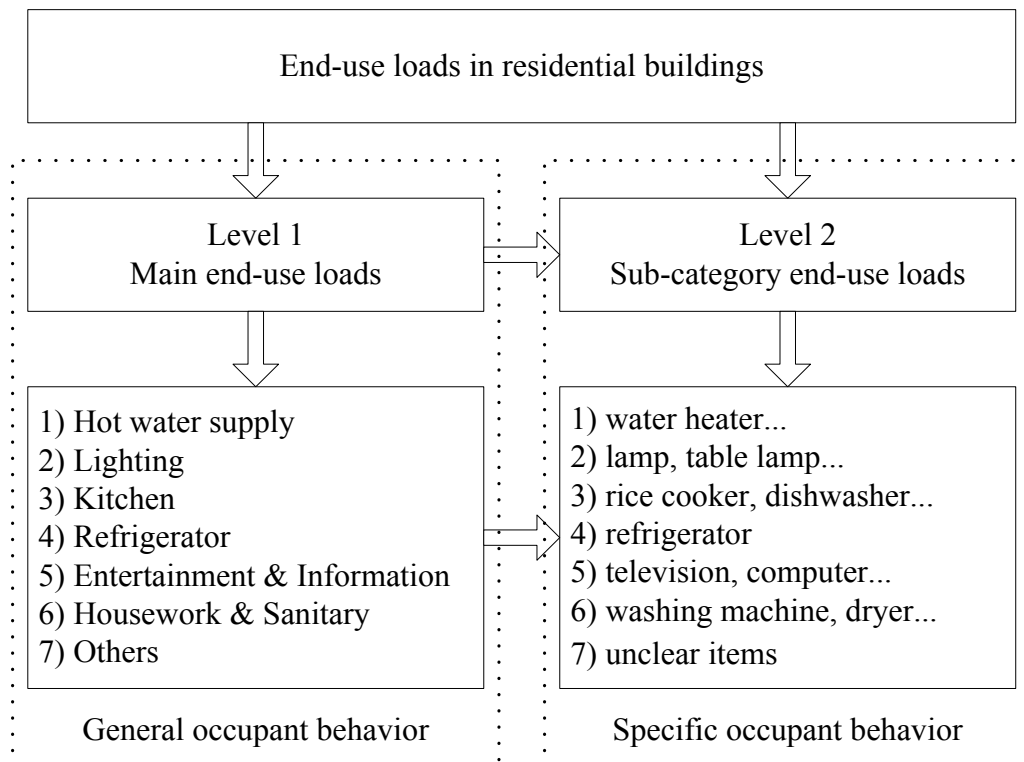 End-use loads in residential buildings
Level 1
Main end-use loads
Level 2
Sub-category end-use loads
1) Hot water supply
2) Lighting
3) Kitchen
4) Refrigerator
5) Entertainment & Information
6) Housework & Sanitary
7) Others
1) water heater...
2) lamp, table lamp...
3) rice cooker, dishwasher...
4) refrigerator
5) television, computer...
6) washing machine, dryer...
7) unclear items
General occupant behavior
Specific occupant behavior